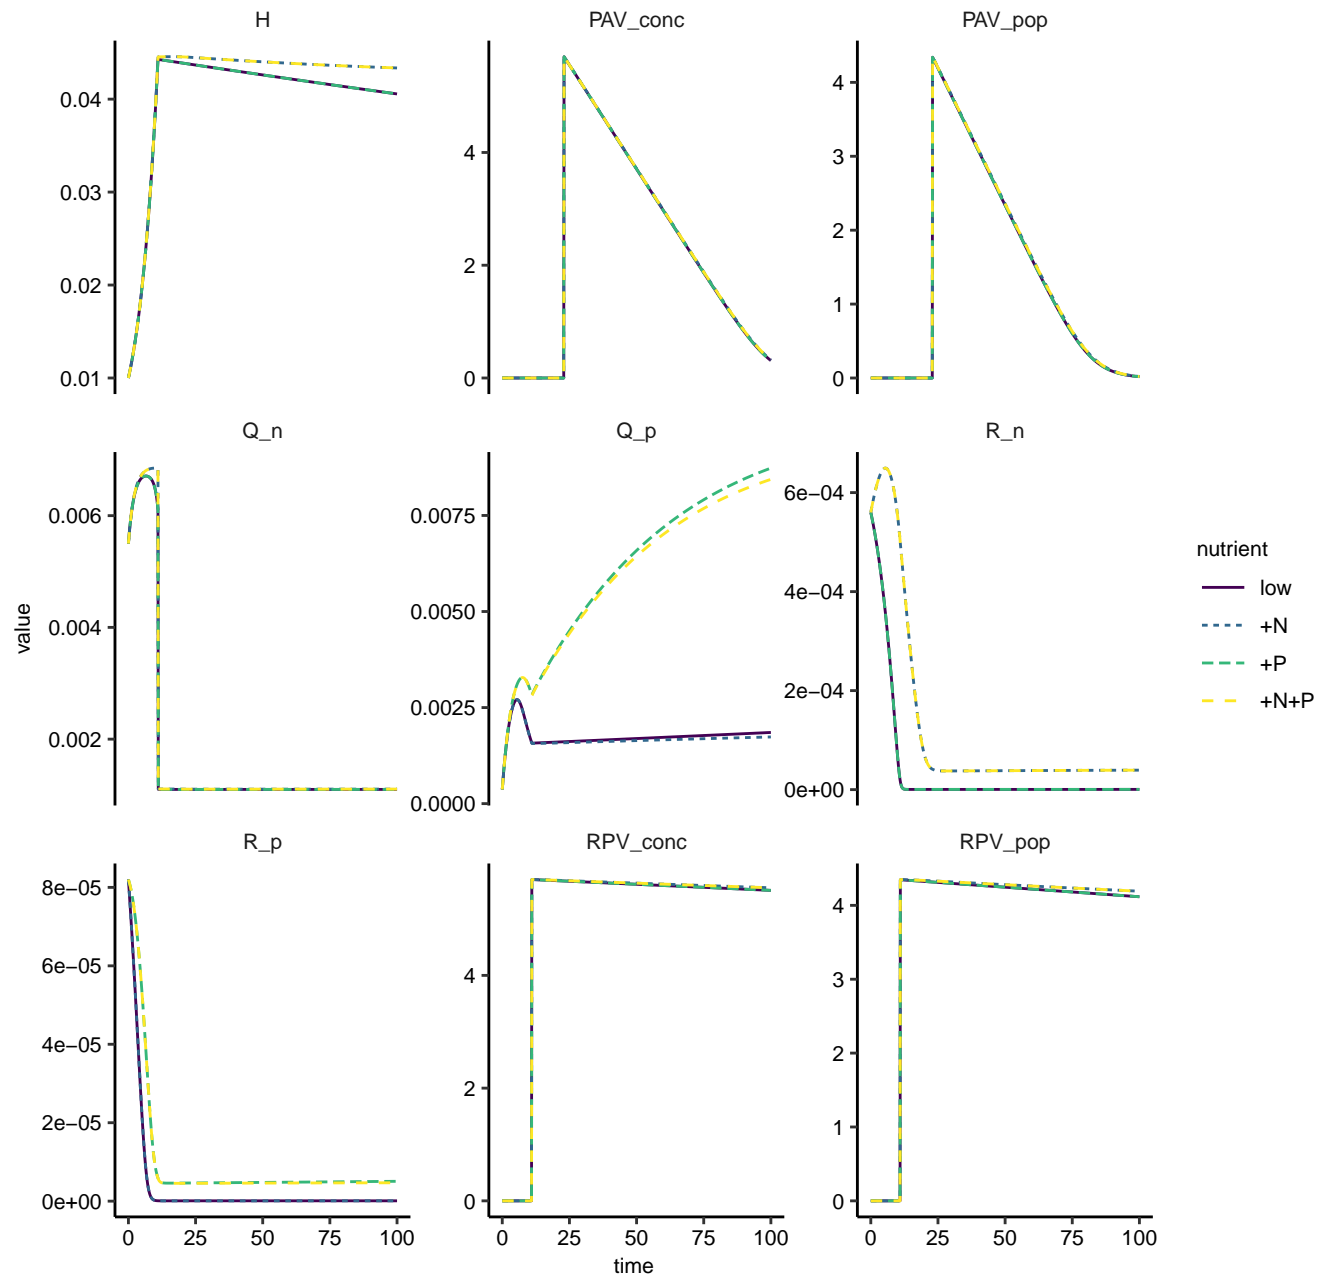 H
PAV_conc
PAV_pop
0.04
0.03
0.02
0.01
4
2
0
4
3
2
1
0
Q_n
Q_p
R_n
0.006
0.004
0.002
0.0075
0.0050
0.0025
0.0000
6e−04
4e−04
2e−04
0e+00
value
nutrient
low
+N
+P
+N+P
R_p
RPV_conc
RPV_pop
8e−05
6e−05
4e−05
2e−05
0e+00
4
2
0
4
3
2
1
0
0 25 50 75 100
0 25 50 75 100
0 25 50 75 100
time